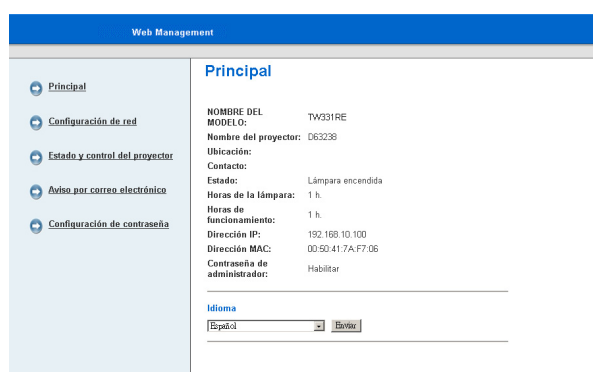 Web Management
Principal
Configuración de red
Estado y control del proyector
Aviso por correo electrónico
Configuración de contraseña
Principal
NOMBRE DEL
MODELO: TW331RE
Nombre del proyector: D63238
Ubicación:
Contacto:
Estado: Lámpara encendida
Horas de la lámpara: 1 h.
Horas de
funcionamiento: 1 h.
Dirección IP: 192.168.10.100
Dirección MAC: 00:50:41:7A:F7:06
Contraseña de
administrador: Habilitar
Idioma
Español Enviar